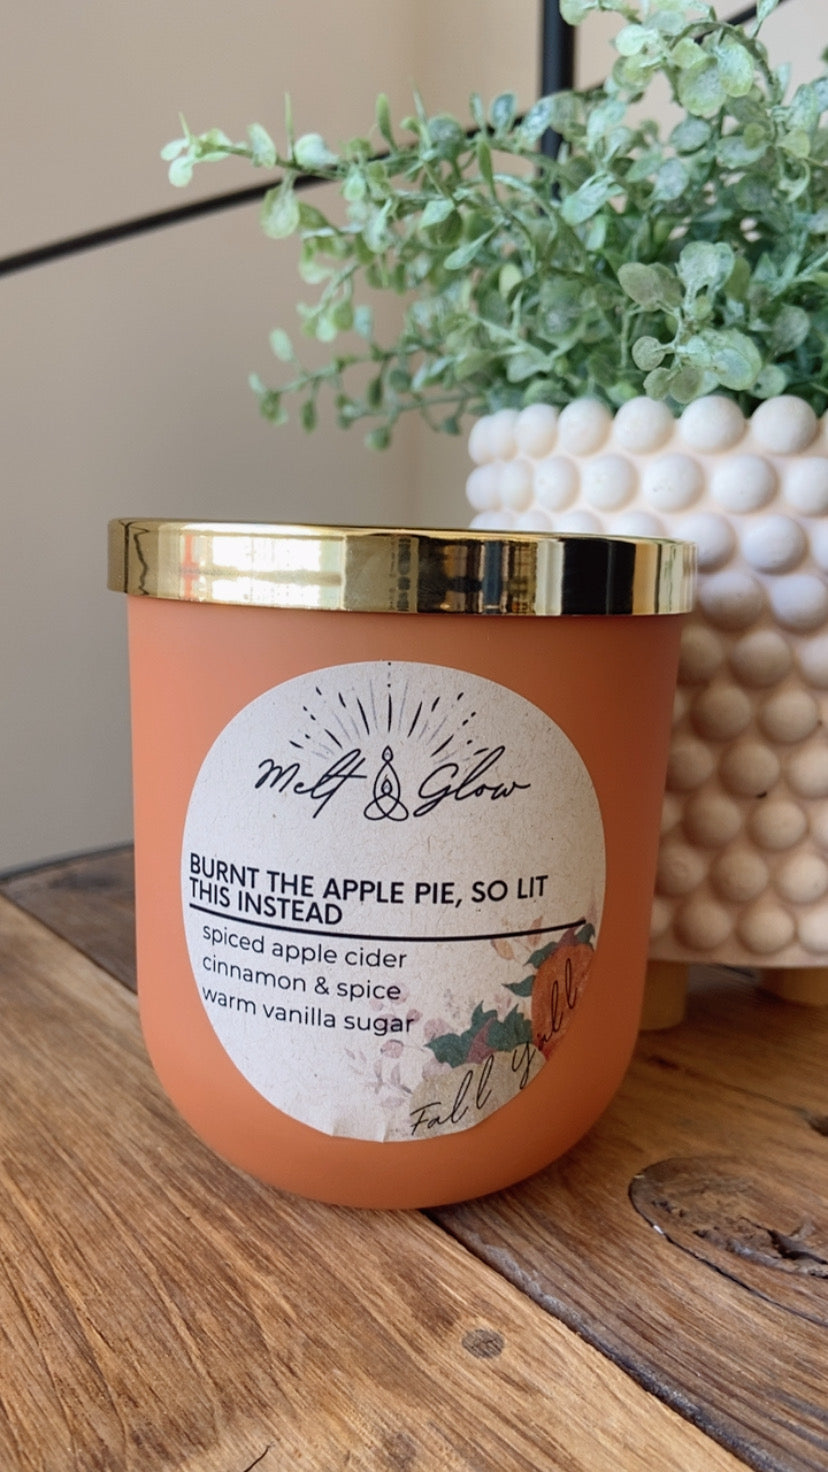 Melt & Glow
BURNT THE APPLE PIE, SO LIT
THIS INSTEAD
spiced apple cider
cinnamon & spice
warm vanilla sugar
Fall Y'all